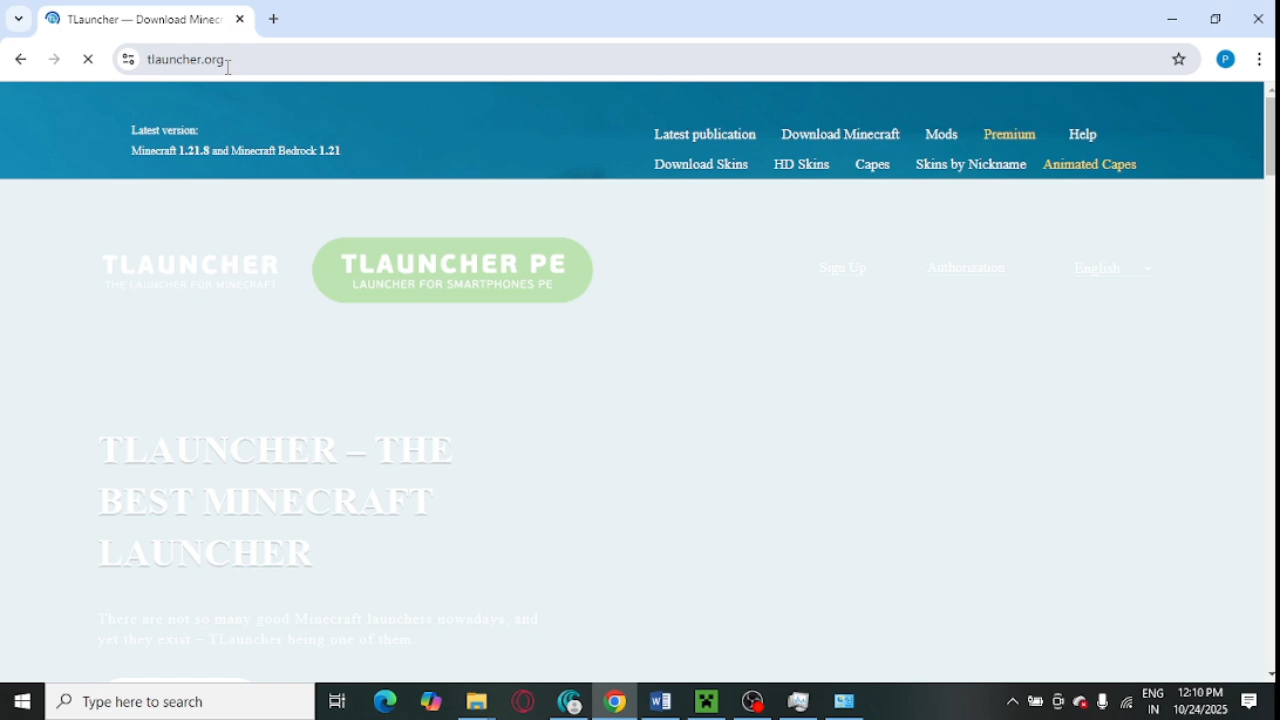 TLauncher — Download Minec
tlauncher.org
P
Latest version:
Minecraft 1.21.8 and Minecraft Bedrock 1.21
Latest publication Download Minecraft Mods Premium Help
Download Skins HD Skins Capes Skins by Nickname Animated Capes
TLAUNCHER
THE LAUNCHER FOR MINECRAFT
TLAUNCHER PE
LAUNCHER FOR SMARTPHONES PE
Sign Up Authorization English
TLAUNCHER – THE
BEST MINECRAFT
LAUNCHER
There are not so many good Minecraft launchers nowadays, and
yet they exist – TLauncher being one of them.
Type here to search
ENG
IN
12:10 PM
10/24/2025